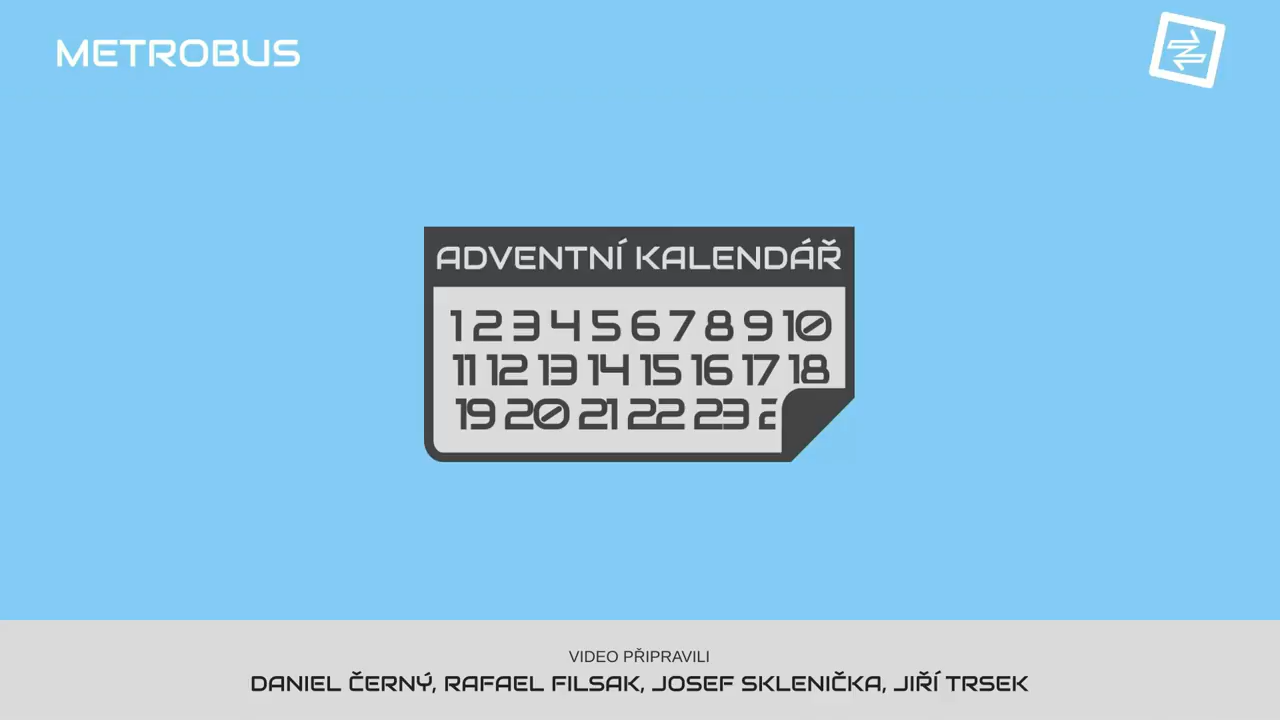 METROBUS
ADVENTNÍ KALENDÁŘ
1 2 3 4 5 6 7 8 9 10
11 12 13 14 15 16 17 18
19 20 21 22 23 2
VIDEO PŘIPRAVILI
DANIEL ČERNÝ, RAFAEL FILSAK, JOSEF SKLENIČKA, JIŘÍ TRSEK